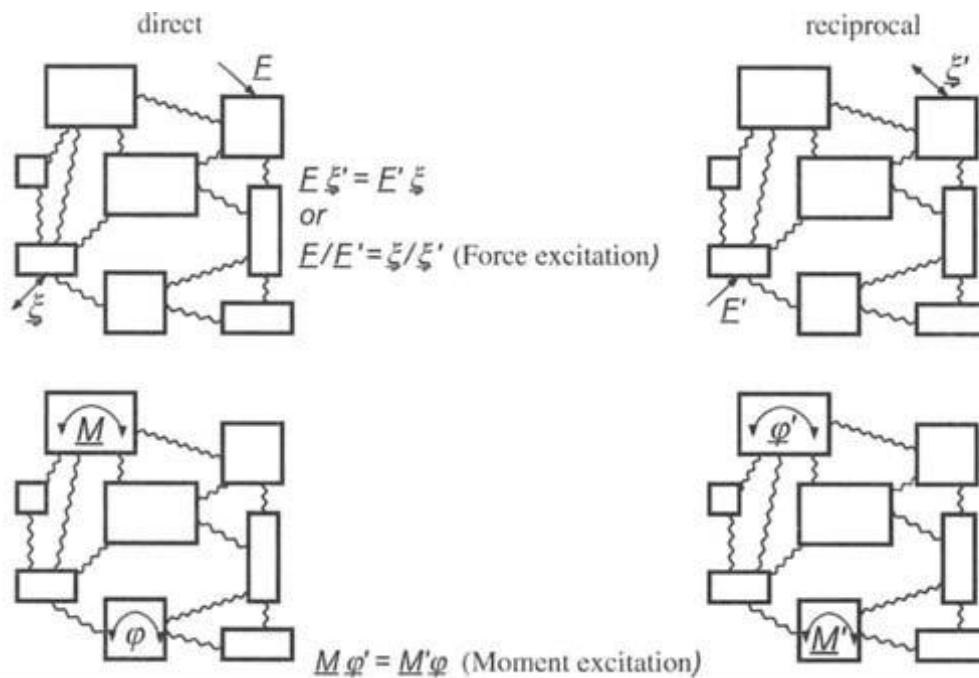 direct
reciprocal
F
ξ'
F ξ' = F' ξ
or
F/F' = ξ/ξ' (Force excitation)
ξ
F'
M
φ'
φ
M'
M φ' = M'φ (Moment excitation)